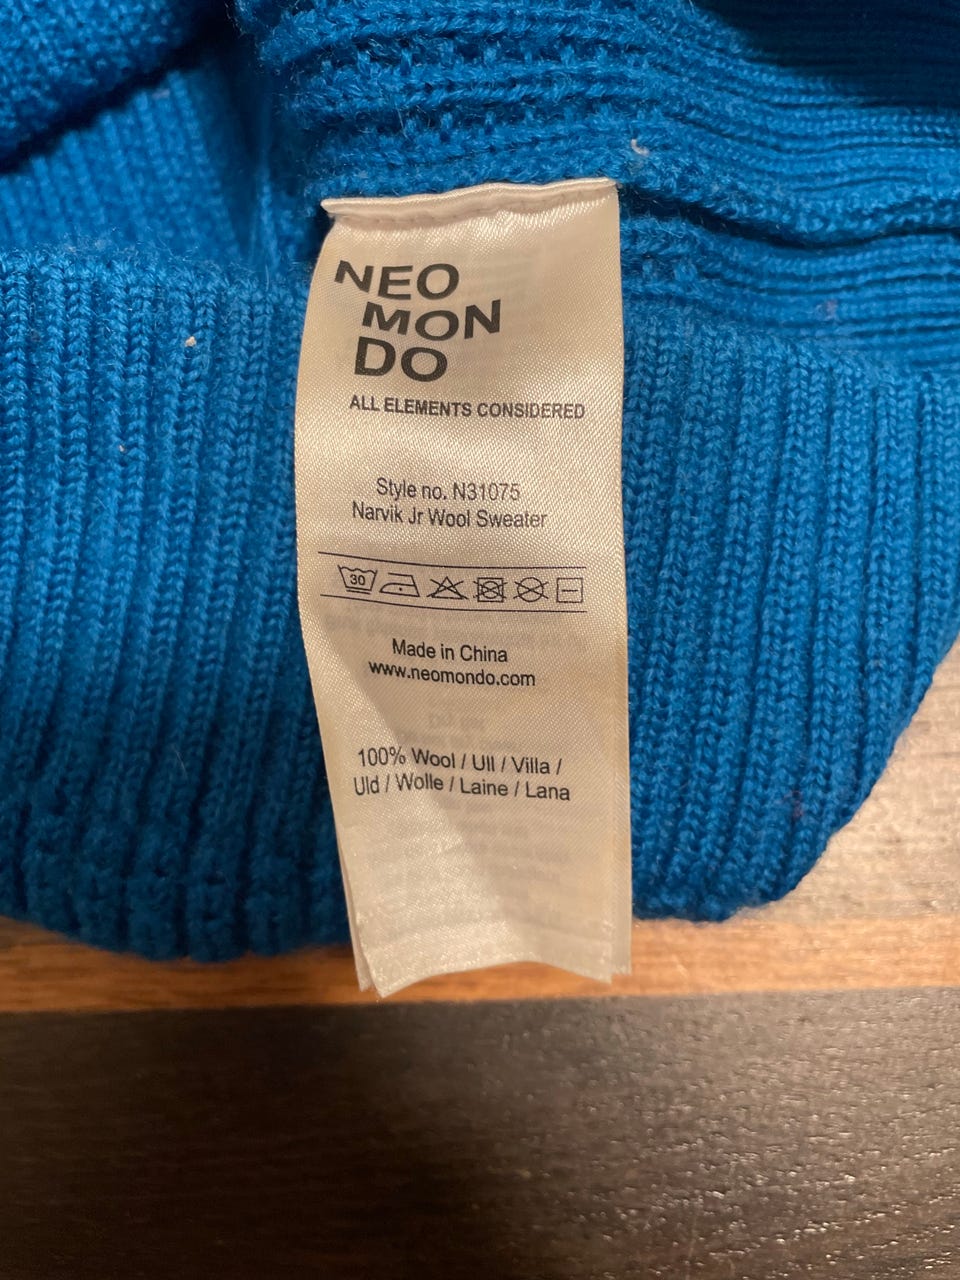 NEO
MON
DO
ALL ELEMENTS CONSIDERED
Style no. N31075
Narvik Jr Wool Sweater
30
Made in China
www.neomondo.com
100% Wool / Ull / Villa /
Uld / Wolle / Laine / Lana